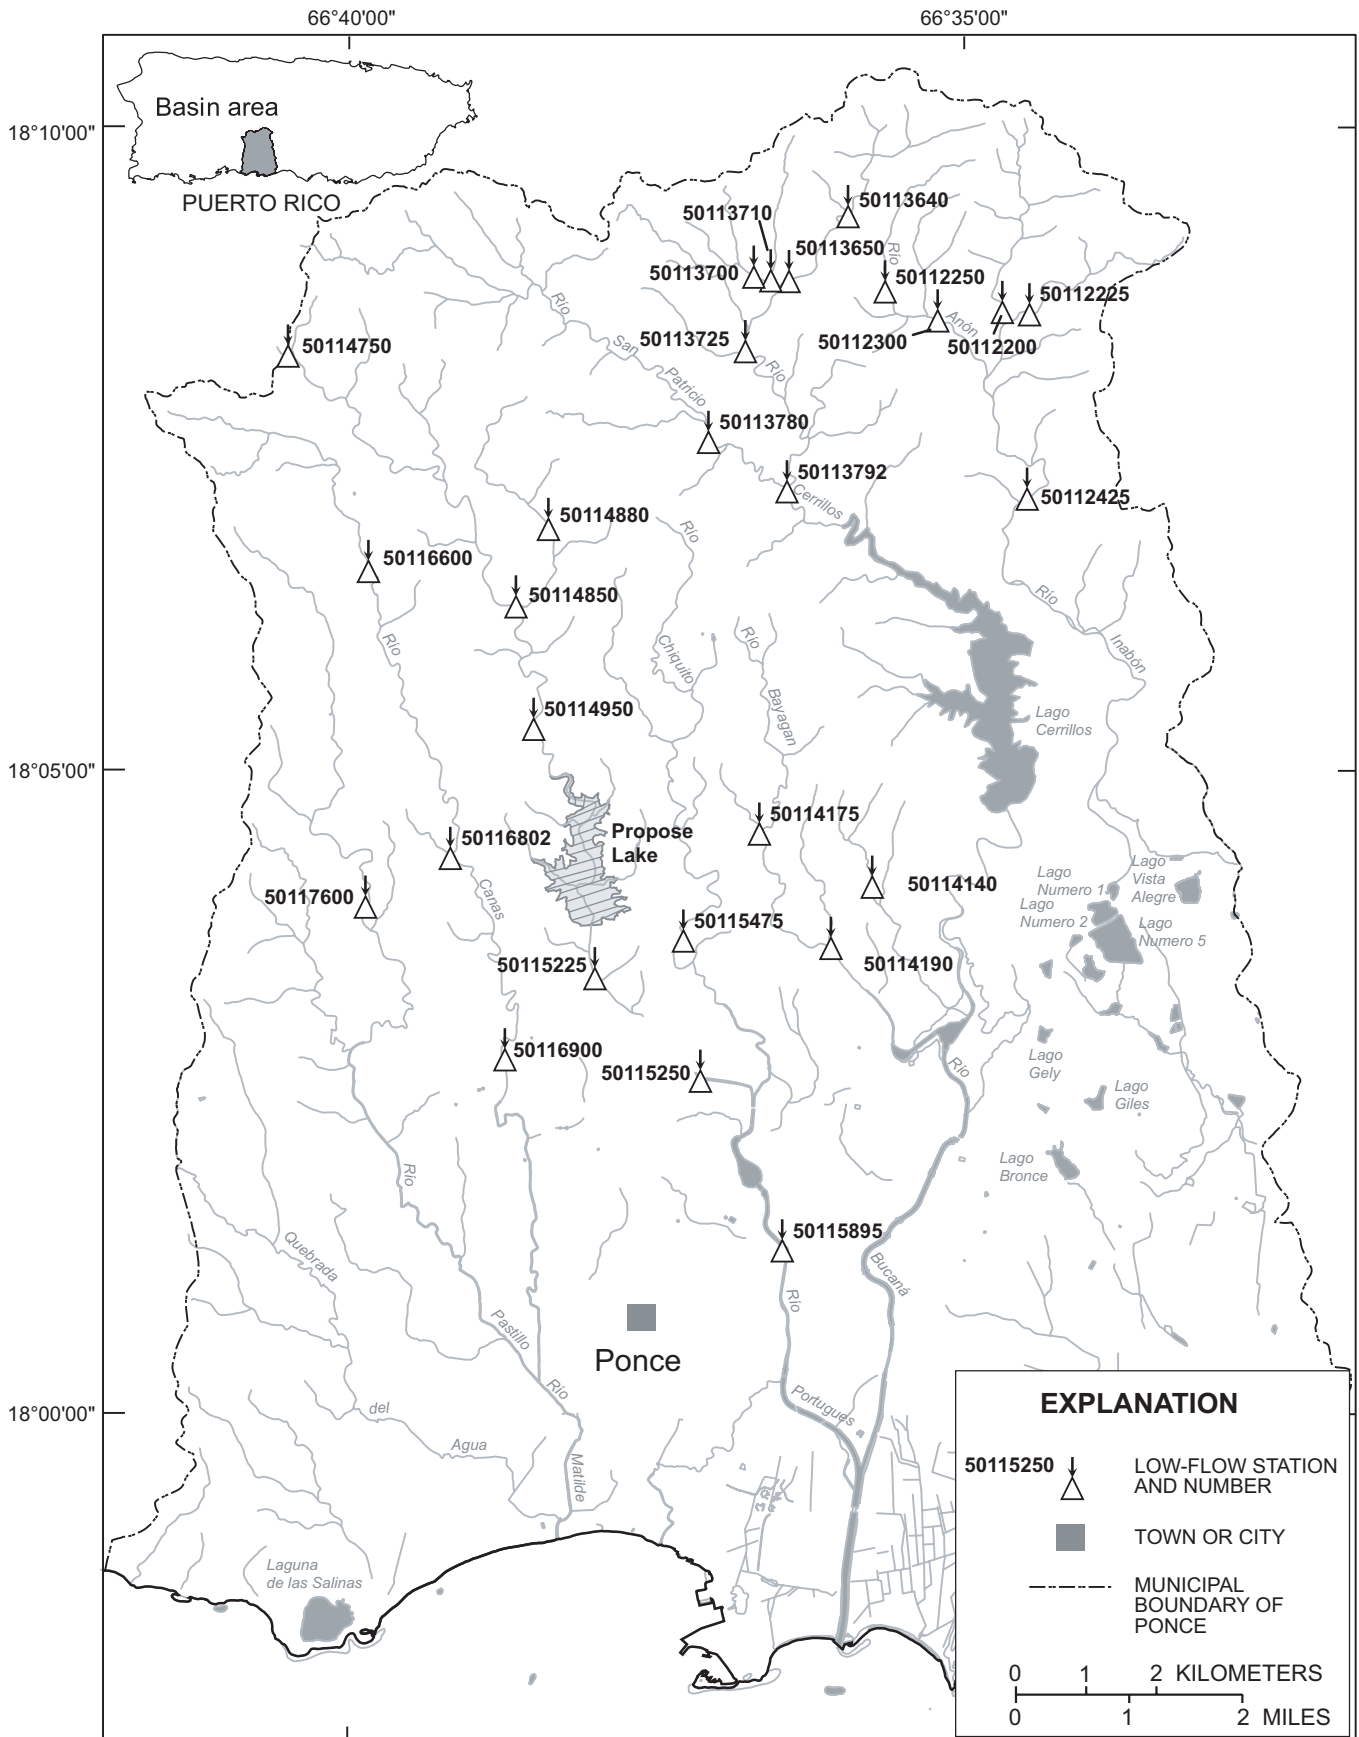 66°40'00"
66°35'00"
18°10'00"
Basin area
PUERTO RICO
50113640
50113710
50113650
50113700
Río
50112250
50112225
50112300
Añón
50112200
50113725
Río
San
Patricio
Río
50114750
50113780
50113792
Cerrillos
50112425
50114880
Río
50116600
50114850
Río
Inabón
Río
Chiquito
Río
Bayagan
50114950
Lago
Cerrillos
18°05'00"
50114175
Propose
Lake
50116802
50117600
Canas
50114140
Lago
Numero 1
Lago
Vista
Alegre
Lago
Numero 2
Lago
Numero 5
50115475
50115225
50114190
50116900
50115250
Río
Lago
Gely
Lago
Giles
Lago
Bronce
Río
50115895
Quebrada
Río
Bucaná
Pastillo
Ponce
Río
Portugues
18°00'00"
del
Agua
Matilde
Laguna
de las Salinas
EXPLANATION
50115250
LOW-FLOW STATION
AND NUMBER
TOWN OR CITY
MUNICIPAL
BOUNDARY OF
PONCE
0 1 2 KILOMETERS
0 1 2 MILES